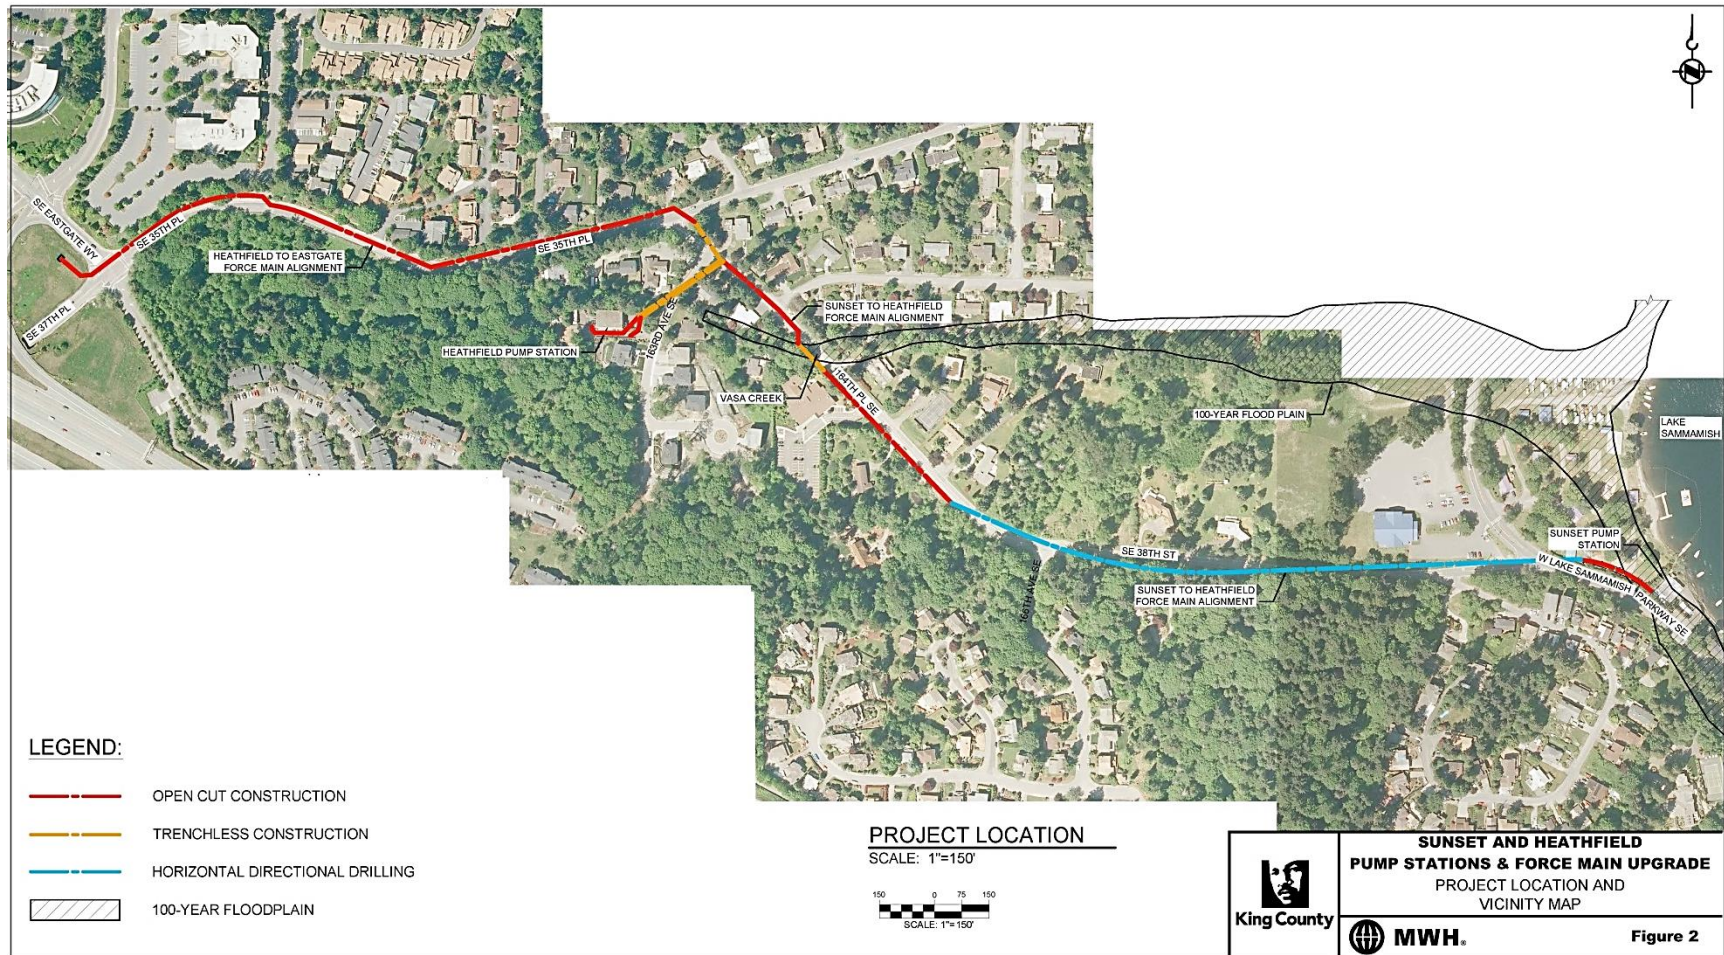 SE EASTGATE WY
SE 35TH PL
HEATHFIELD TO EASTGATE
FORCE MAIN ALIGNMENT
SE 35TH PL
SE 37TH PL
SUNSET TO HEATHFIELD
FORCE MAIN ALIGNMENT
163RD AVE SE
HEATHFIELD PUMP STATION
VASA CREEK
164TH PL SE
100-YEAR FLOOD PLAIN
LAKE
SAMMAMISH
SE 38TH ST
SUNSET PUMP
STATION
W LAKE SAMMAMISH PARKWAY SE
166TH AVE SE
SUNSET TO HEATHFIELD
FORCE MAIN ALIGNMENT
LEGEND:
OPEN CUT CONSTRUCTION
TRENCHLESS CONSTRUCTION
HORIZONTAL DIRECTIONAL DRILLING
100-YEAR FLOODPLAIN
PROJECT LOCATION
SCALE: 1"=150'
150 0 75 150
SCALE: 1"=150'
King County
SUNSET AND HEATHFIELD
PUMP STATIONS & FORCE MAIN UPGRADE
PROJECT LOCATION AND
VICINITY MAP
MWH®
Figure 2